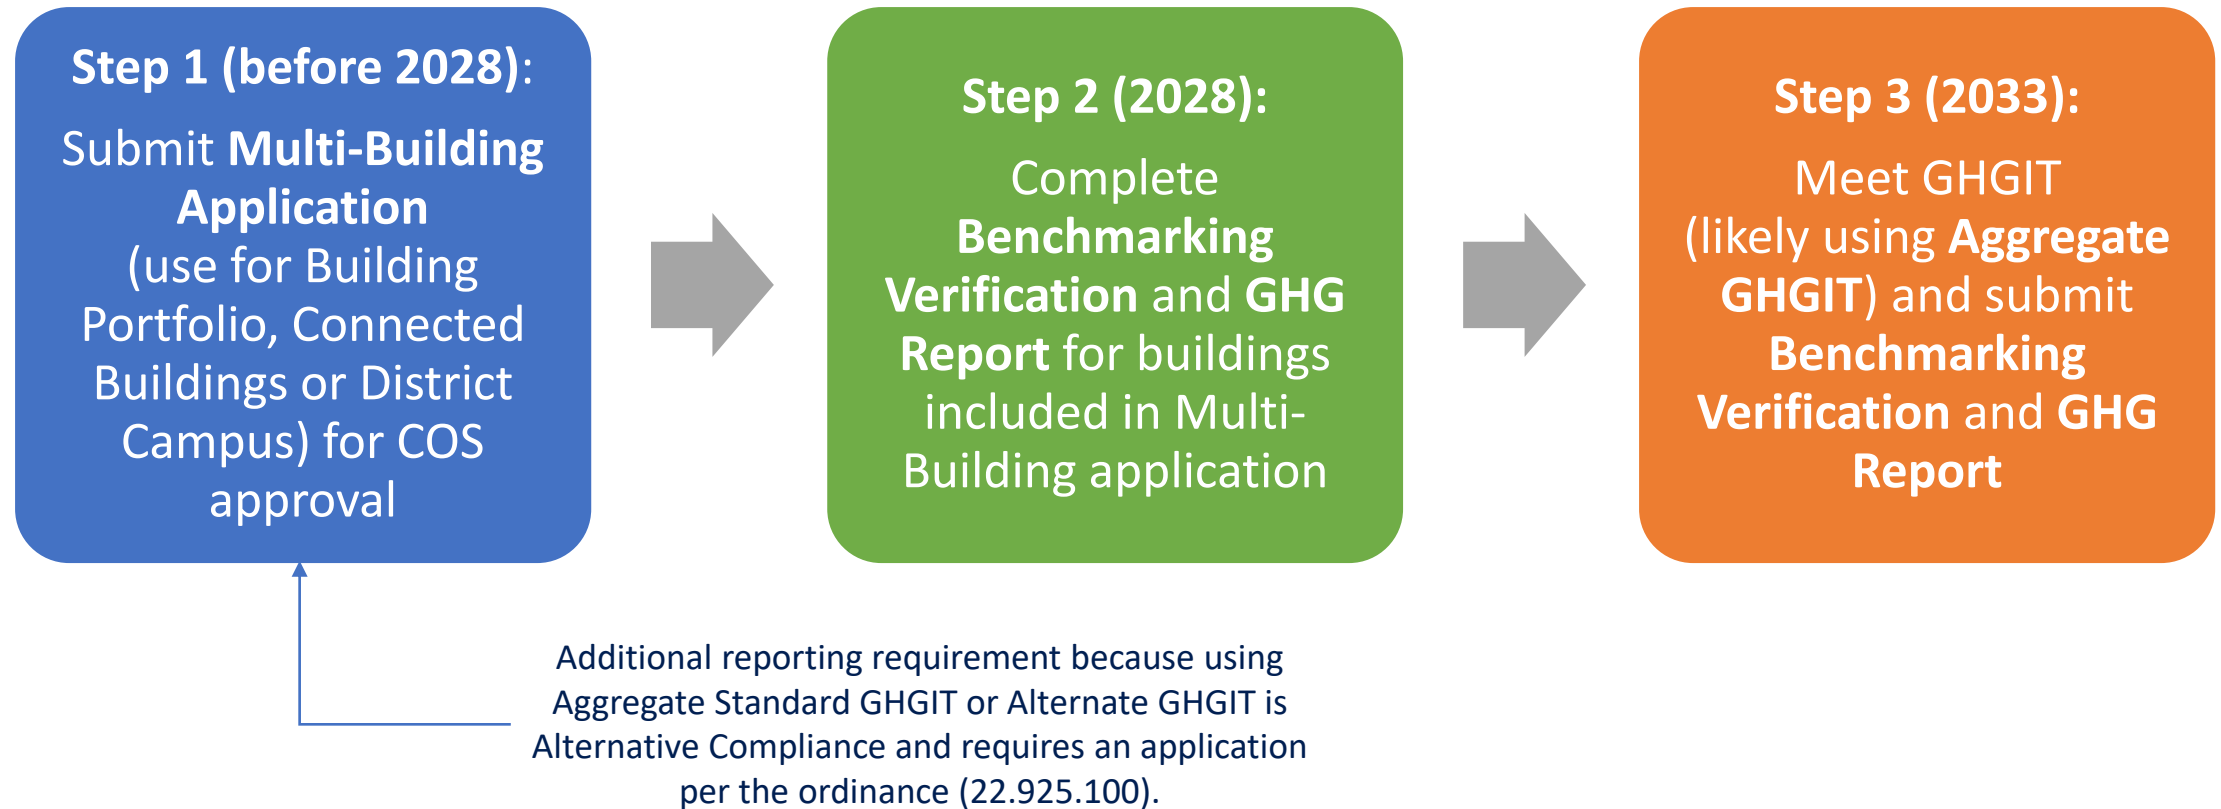 Step 1 (before 2028):
Submit Multi-Building
Application
(use for Building
Portfolio, Connected
Buildings or District
Campus) for COS
approval
Step 2 (2028):
Complete
Benchmarking
Verification and GHG
Report for buildings
included in Multi-
Building application
Step 3 (2033):
Meet GHGIT
(likely using Aggregate
GHGIT) and submit
Benchmarking
Verification and GHG
Report
Additional reporting requirement because using
Aggregate Standard GHGIT or Alternate GHGIT is
Alternative Compliance and requires an application
per the ordinance (22.925.100).